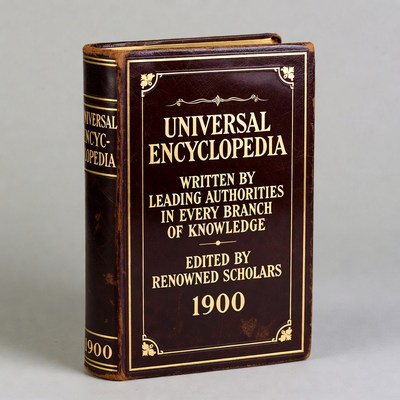 UNIVERSAL
ENCYC-
LOPEDIA
1900
UNIVERSAL
ENCYCLOPEDIA
WRITTEN BY
LEADING AUTHORITIES
IN EVERY BRANCH
OF KNOWLEDGE
EDITED BY
RENOWNED SCHOLARS
1900